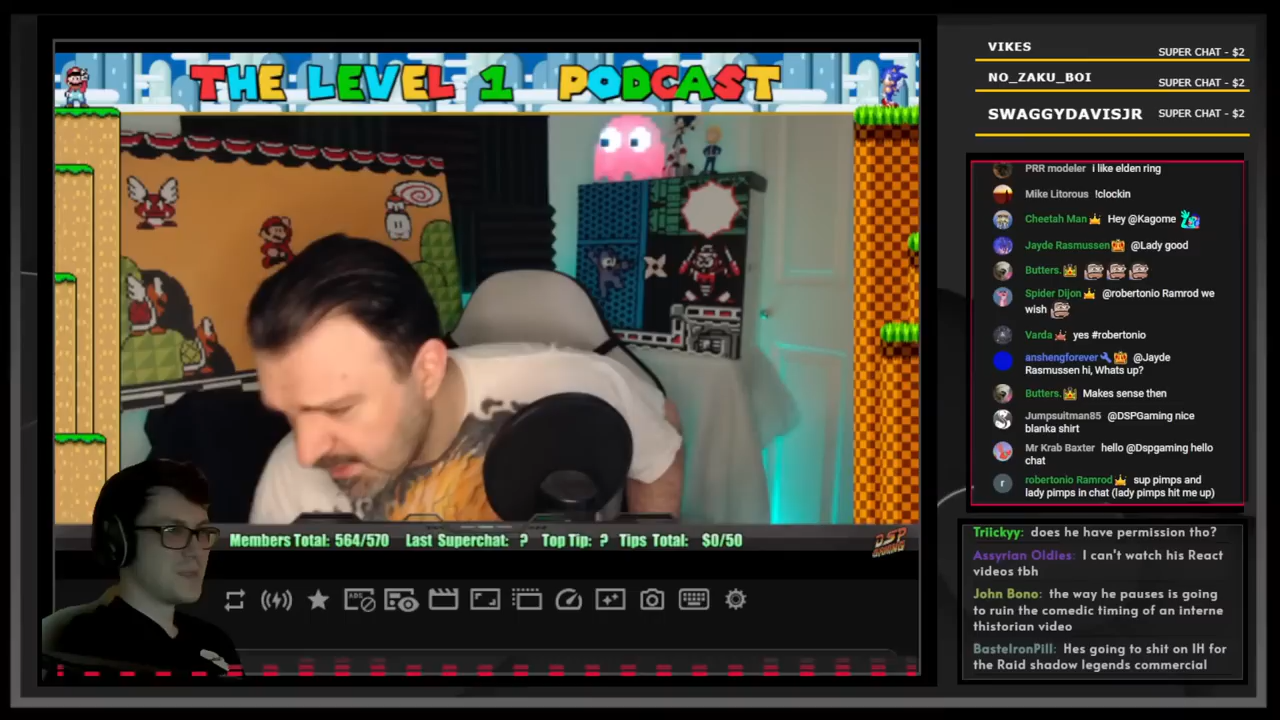 THE LEVEL 1 PODCAST
Members Total: 564/570 Last Superchat: ? Top Tip: ? Tips Total: $0/50
DSP GAMING
VIKES SUPER CHAT - $2
NO_ZAKU_BOI SUPER CHAT - $2
SWAGGYDAVISJR SUPER CHAT - $2
PRR modeler i like elden ring
Mike Litorous !clockin
Cheetah Man Hey @Kagome
Jayde Rasmussen @Lady good
Butters.
Spider Dijon @robertonio Ramrod we
wish
Varda yes #robertonio
anshengforever @Jayde
Rasmussen hi, Whats up?
Butters. Makes sense then
Jumpsuitman85 @DSPGaming nice
blanka shirt
Mr Krab Baxter hello @Dspgaming hello
chat
r
robertonio Ramrod sup pimps and
lady pimps in chat (lady pimps hit me up)
Triickyy: does he have permission tho?
Assyrian Oldies: I can't watch his React
videos tbh
John Bono: the way he pauses is going
to ruin the comedic timing of an interne
thistorian video
BasteIronPill: Hes going to shit on IH for
the Raid shadow legends commercial